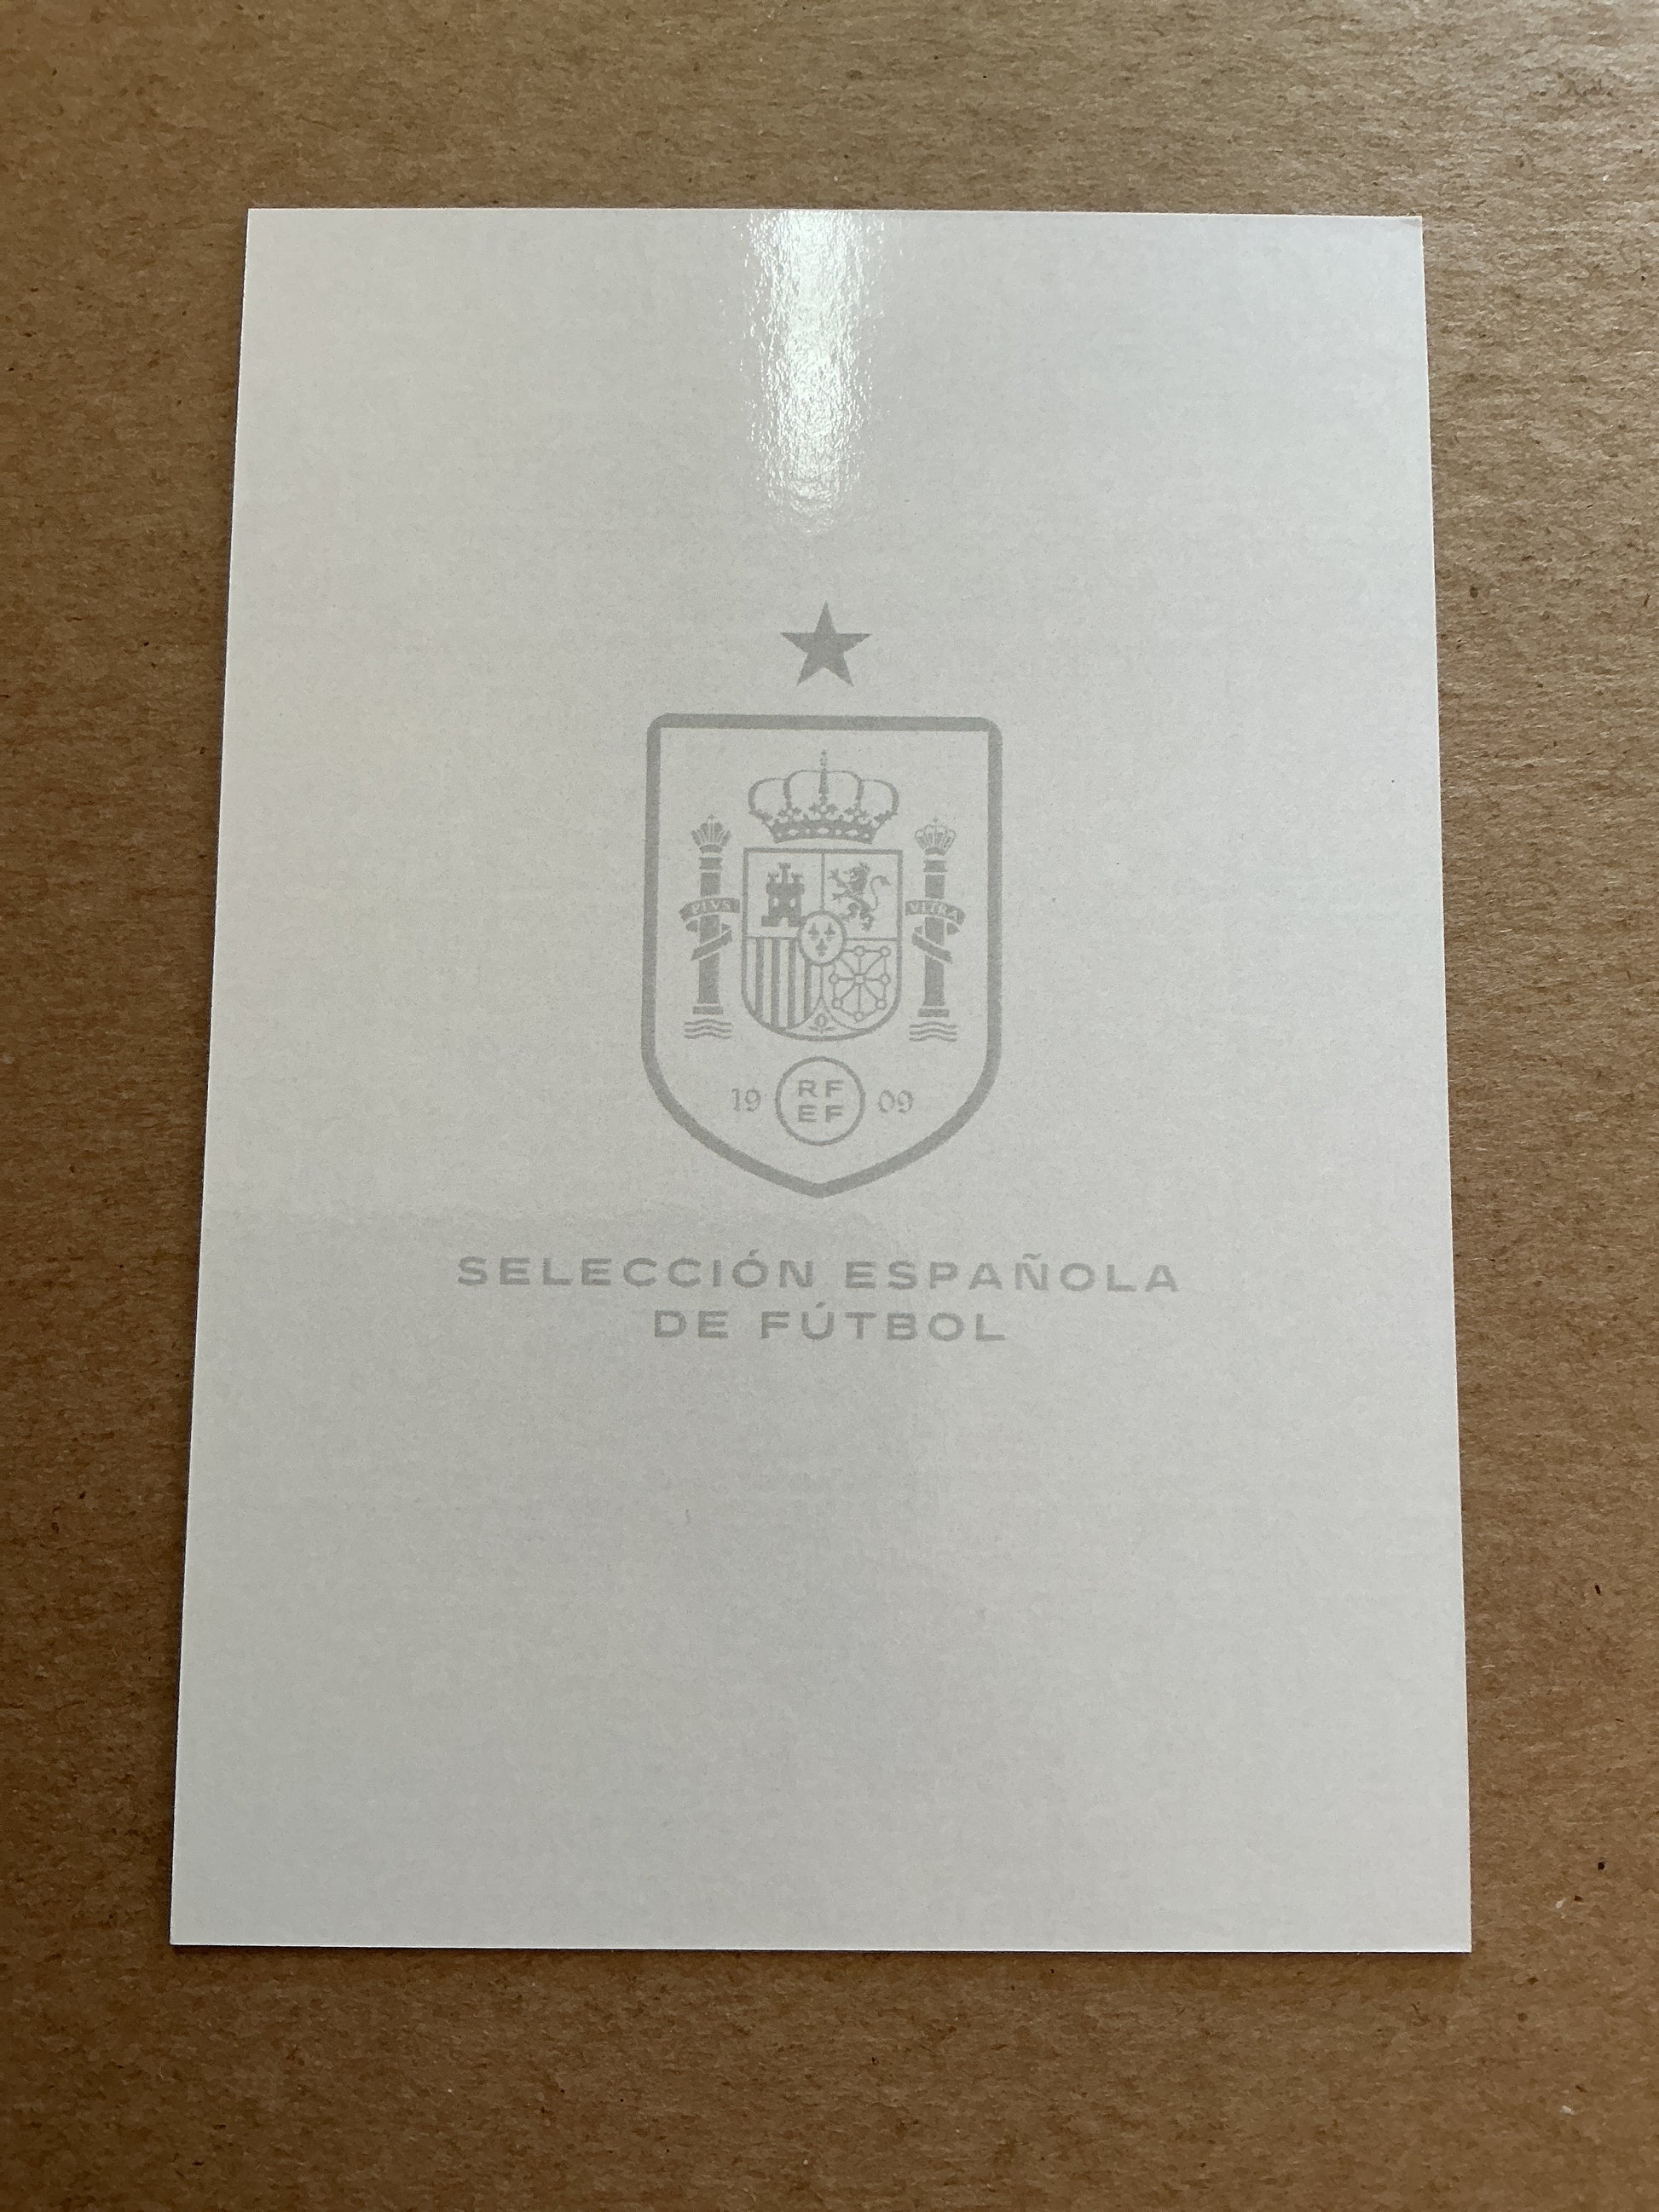 PLVS VLTRA
19 RF 09
EF
SELECCIÓN ESPAÑOLA
DE FÚTBOL